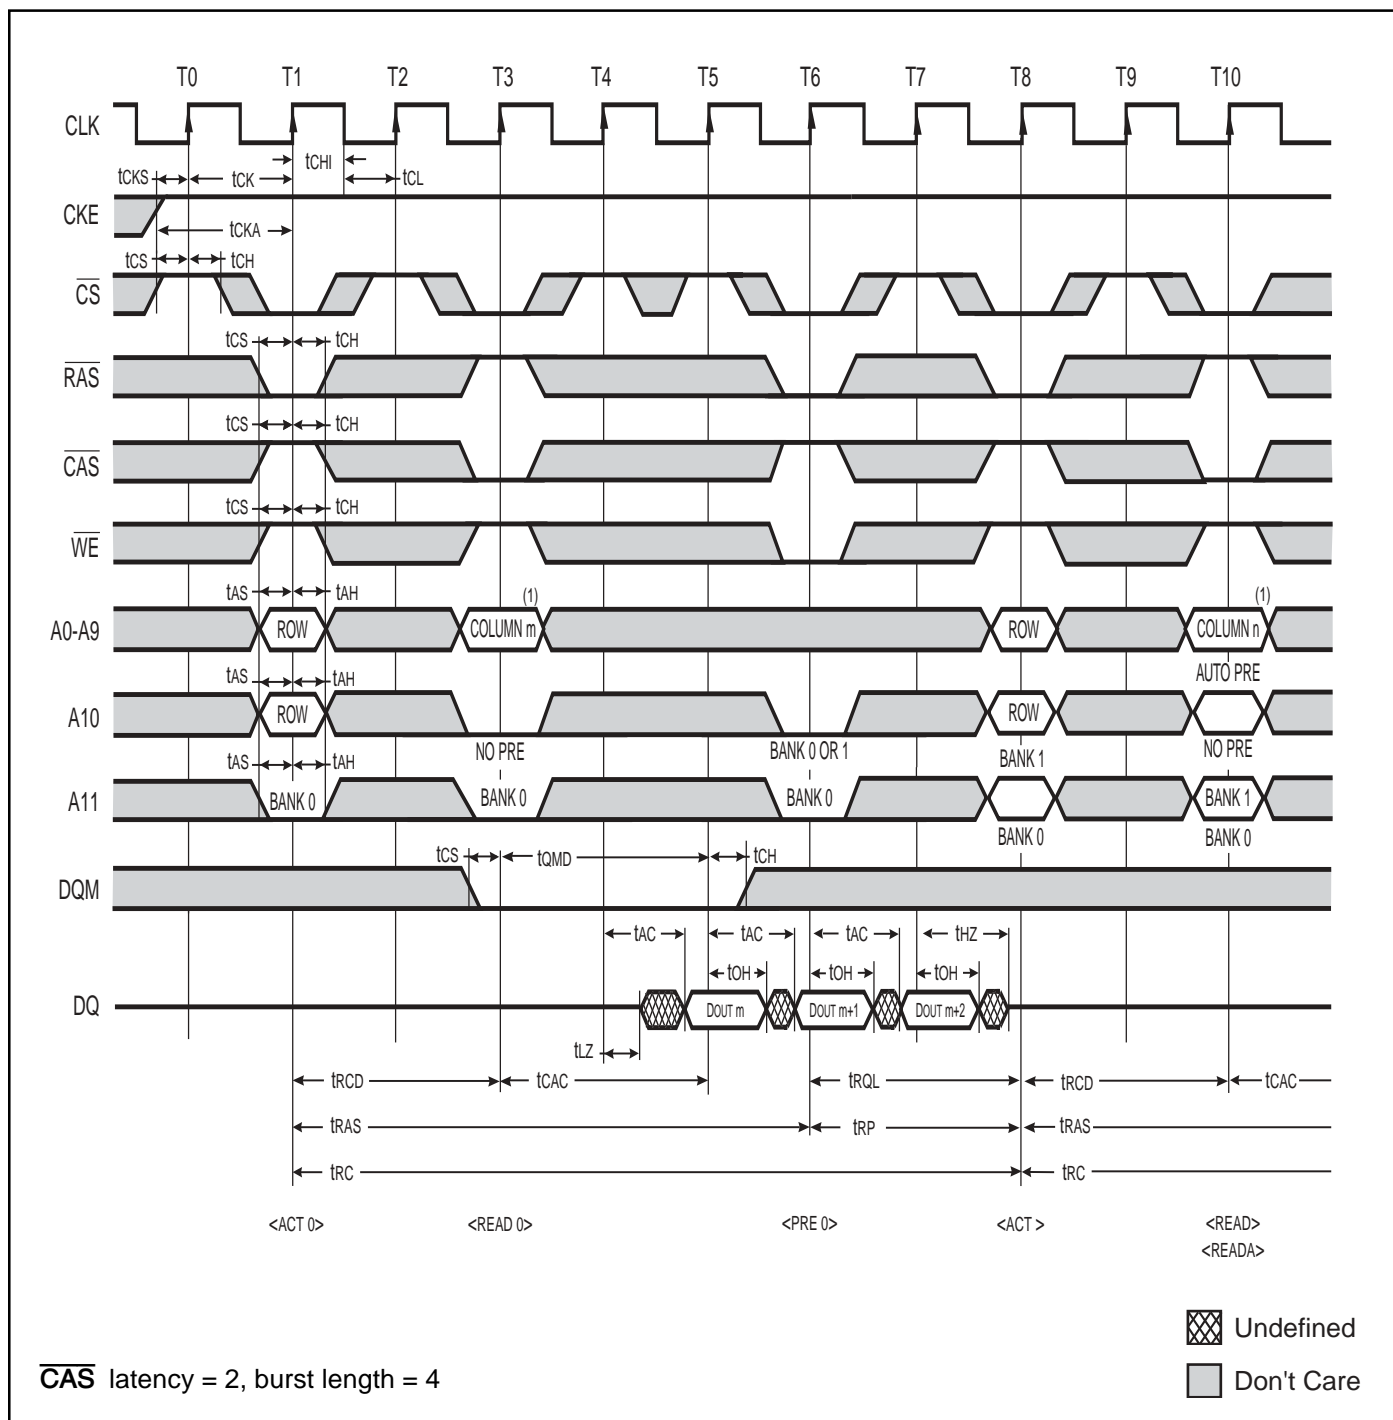 T0 T1 T2 T3 T4 T5 T6 T7 T8 T9 T10
CLK
tCHI
tCKS tCK tCL
CKE
tCKA
tCS tCH
CS
tCS tCH
RAS
tCS tCH
CAS
tCS tCH
WE
tAS tAH (1) (1)
A0-A9 ROW COLUMN m ROW COLUMN n
tAS tAH AUTO PRE
A10 ROW ROW
NO PRE BANK 0 OR 1 BANK 1 NO PRE
tAS tAH
A11 BANK 0 BANK 0 BANK 0 BANK 1
BANK 0 BANK 0
tCS tQMD tCH
DQM
tAC tAC tAC tHZ
tOH tOH tOH
DQ DOUT m DOUT m+1 DOUT m+2
tLZ
tRCD tCAC tRQL tRCD tCAC
tRAS tRP tRAS
tRC tRC
<ACT 0> <READ 0> <PRE 0> <ACT > <READ>
<READA>
Undefined
CAS latency = 2, burst length = 4
Don't Care